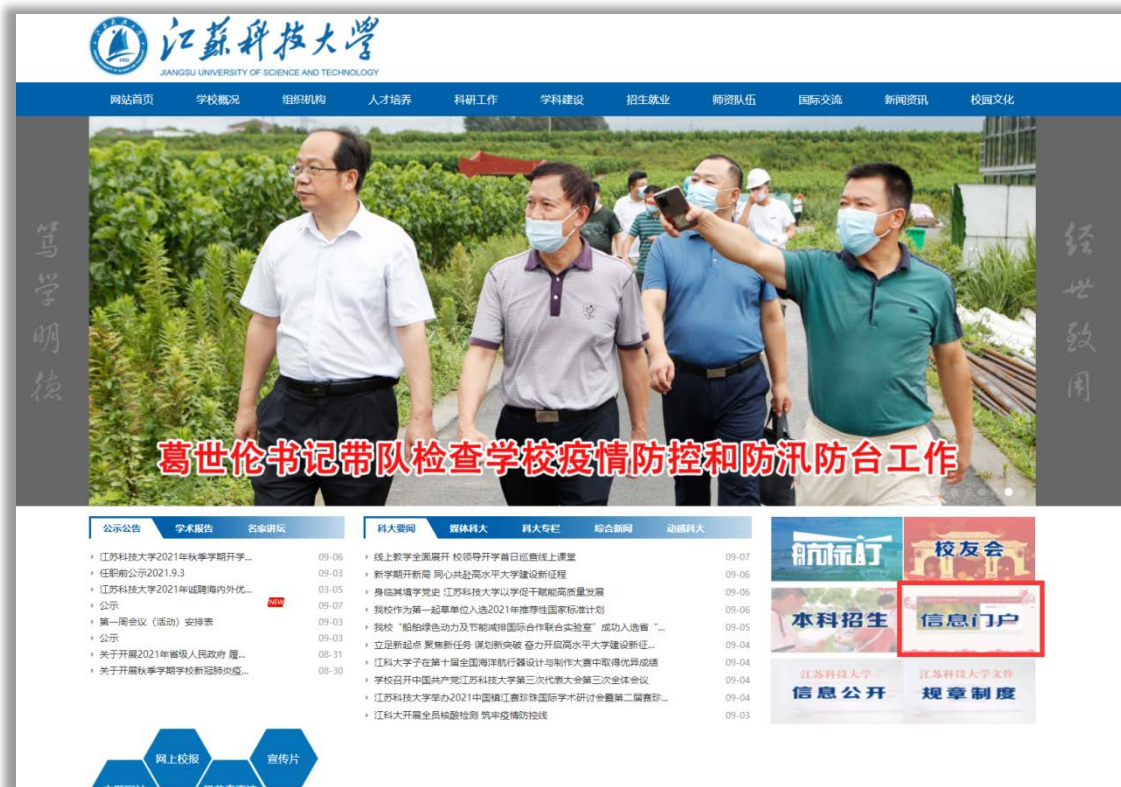 江苏科技大学
JIANGSU UNIVERSITY OF SCIENCE AND TECHNOLOGY
网站首页 学校概况 组织机构 人才培养 科研工作 学科建设 招生就业 师资队伍 国际交流 新闻资讯 校园文化
笃学明德
经世致用
葛世伦书记带队检查学校疫情防控和防汛防台工作
公示公告 学术报告 名家讲坛
江苏科技大学2021年秋季学期开学... 09-06
任职前公示2021.9.3 09-03
江苏科技大学2021年诚聘海内外优... 03-05
公示 NEW 09-07
第一周会议（活动）安排表 09-03
公示 09-03
关于开展2021年省级人民政府 履... 08-31
关于开展秋季学期学校新冠肺炎疫... 08-30
科大要闻 媒体科大 科大专栏 综合新闻 动感科大
线上教学全面展开 校领导开学首日巡查线上课堂 09-07
新学期开新局 同心共赴高水平大学建设新征程 09-06
身临其境学党史 江苏科技大学以学促干赋能高质量发展 09-06
我校作为第一起草单位入选2021年推荐性国家标准计划 09-06
我校“船舶绿色动力及节能减排国际合作联合实验室”成功入选省“... 09-05
立足新起点 聚焦新任务 谋划新突破 奋力开启高水平大学建设新征... 09-04
江科大学子在第十届全国海洋航行器设计与制作大赛中取得优异成绩 09-04
学校召开中国共产党江苏科技大学第三次代表大会第三次全体会议 09-04
江苏科技大学举办2021中国镇江赛珍珠国际学术研讨会暨第二届赛珍... 09-04
江科大开展全员核酸检测 筑牢疫情防控线 09-03
校友会
本科招生
信息门户
江苏科技大学
信息公开
江苏科技大学文件
规章制度
网上校报
宣传片